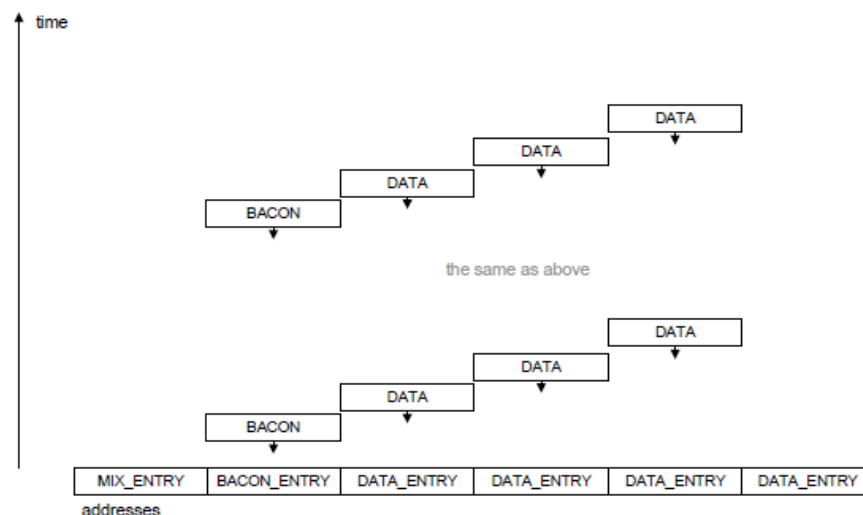 time
DATA
DATA
DATA
BACON
the same as above
DATA
DATA
DATA
BACON
MIX_ENTRY BACON_ENTRY DATA_ENTRY DATA_ENTRY DATA_ENTRY DATA_ENTRY
addresses